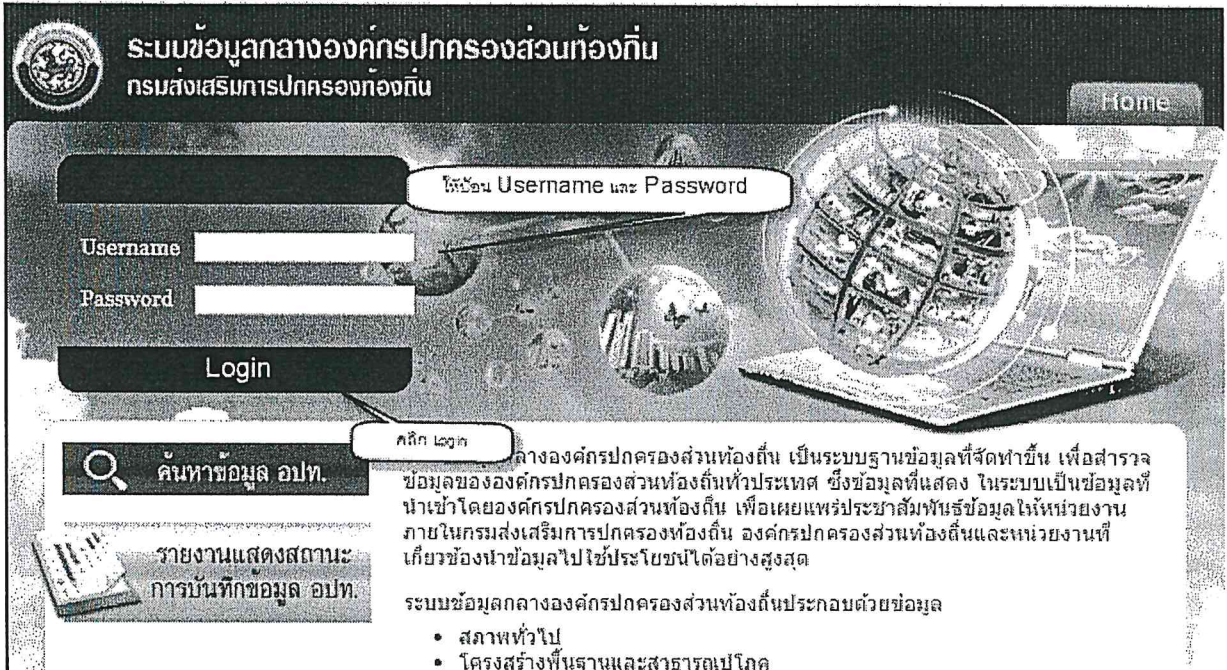 ระบบข้อมูลกลางองค์กรปกครองส่วนท้องถิ่น
กรมส่งเสริมการปกครองท้องถิ่น
Home
ให้ป้อน Username และ Password
Username
Password
Login
คลิก Login
ค้นหาข้อมูล อปท.
รายงานแสดงสถานะ
การบันทึกข้อมูล อปท.
กลางองค์กรปกครองส่วนท้องถิ่น เป็นระบบฐานข้อมูลที่จัดทำขึ้น เพื่อสำรวจ
ข้อมูลขององค์กรปกครองส่วนท้องถิ่นทั่วประเทศ ซึ่งข้อมูลที่แสดง ในระบบเป็นข้อมูลที่
นำเข้าโดยองค์กรปกครองส่วนท้องถิ่น เพื่อเผยแพร่ประชาสัมพันธ์ข้อมูลให้หน่วยงาน
ภายในกรมส่งเสริมการปกครองท้องถิ่น องค์กรปกครองส่วนท้องถิ่นและหน่วยงานที่
เกี่ยวข้องนำข้อมูลไปใช้ประโยชน์ได้อย่างสูงสุด
ระบบข้อมูลกลางองค์กรปกครองส่วนท้องถิ่นประกอบด้วยข้อมูล
• สภาพทั่วไป
• โครงสร้างพื้นฐานและสาธารณูปโภค